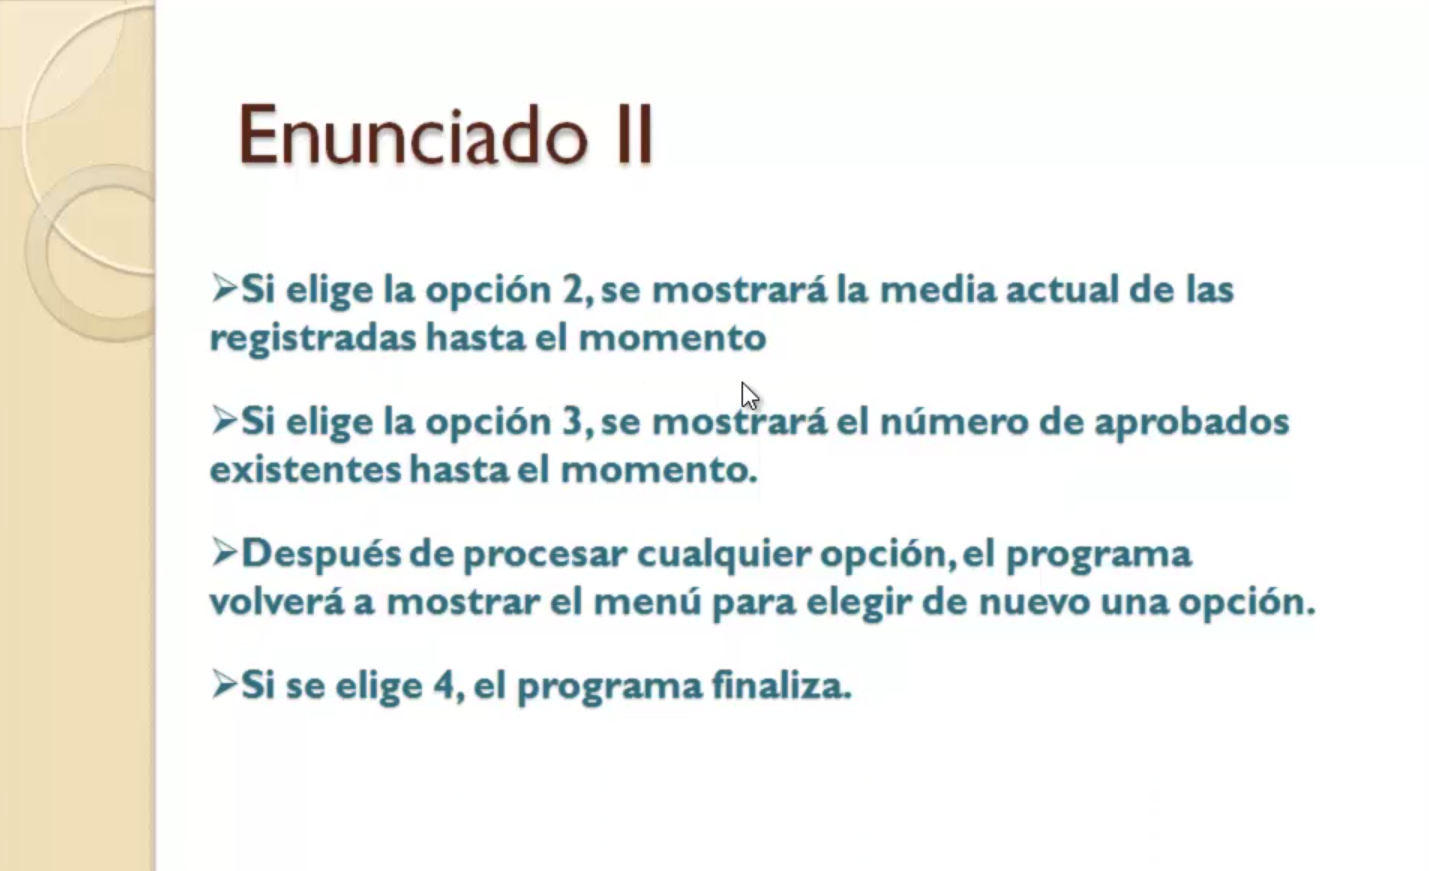 Enunciado II
➢Si elige la opción 2, se mostrará la media actual de las
registradas hasta el momento
➢Si elige la opción 3, se mostrará el número de aprobados
existentes hasta el momento.
➢Después de procesar cualquier opción, el programa
volverá a mostrar el menú para elegir de nuevo una opción.
➢Si se elige 4, el programa finaliza.